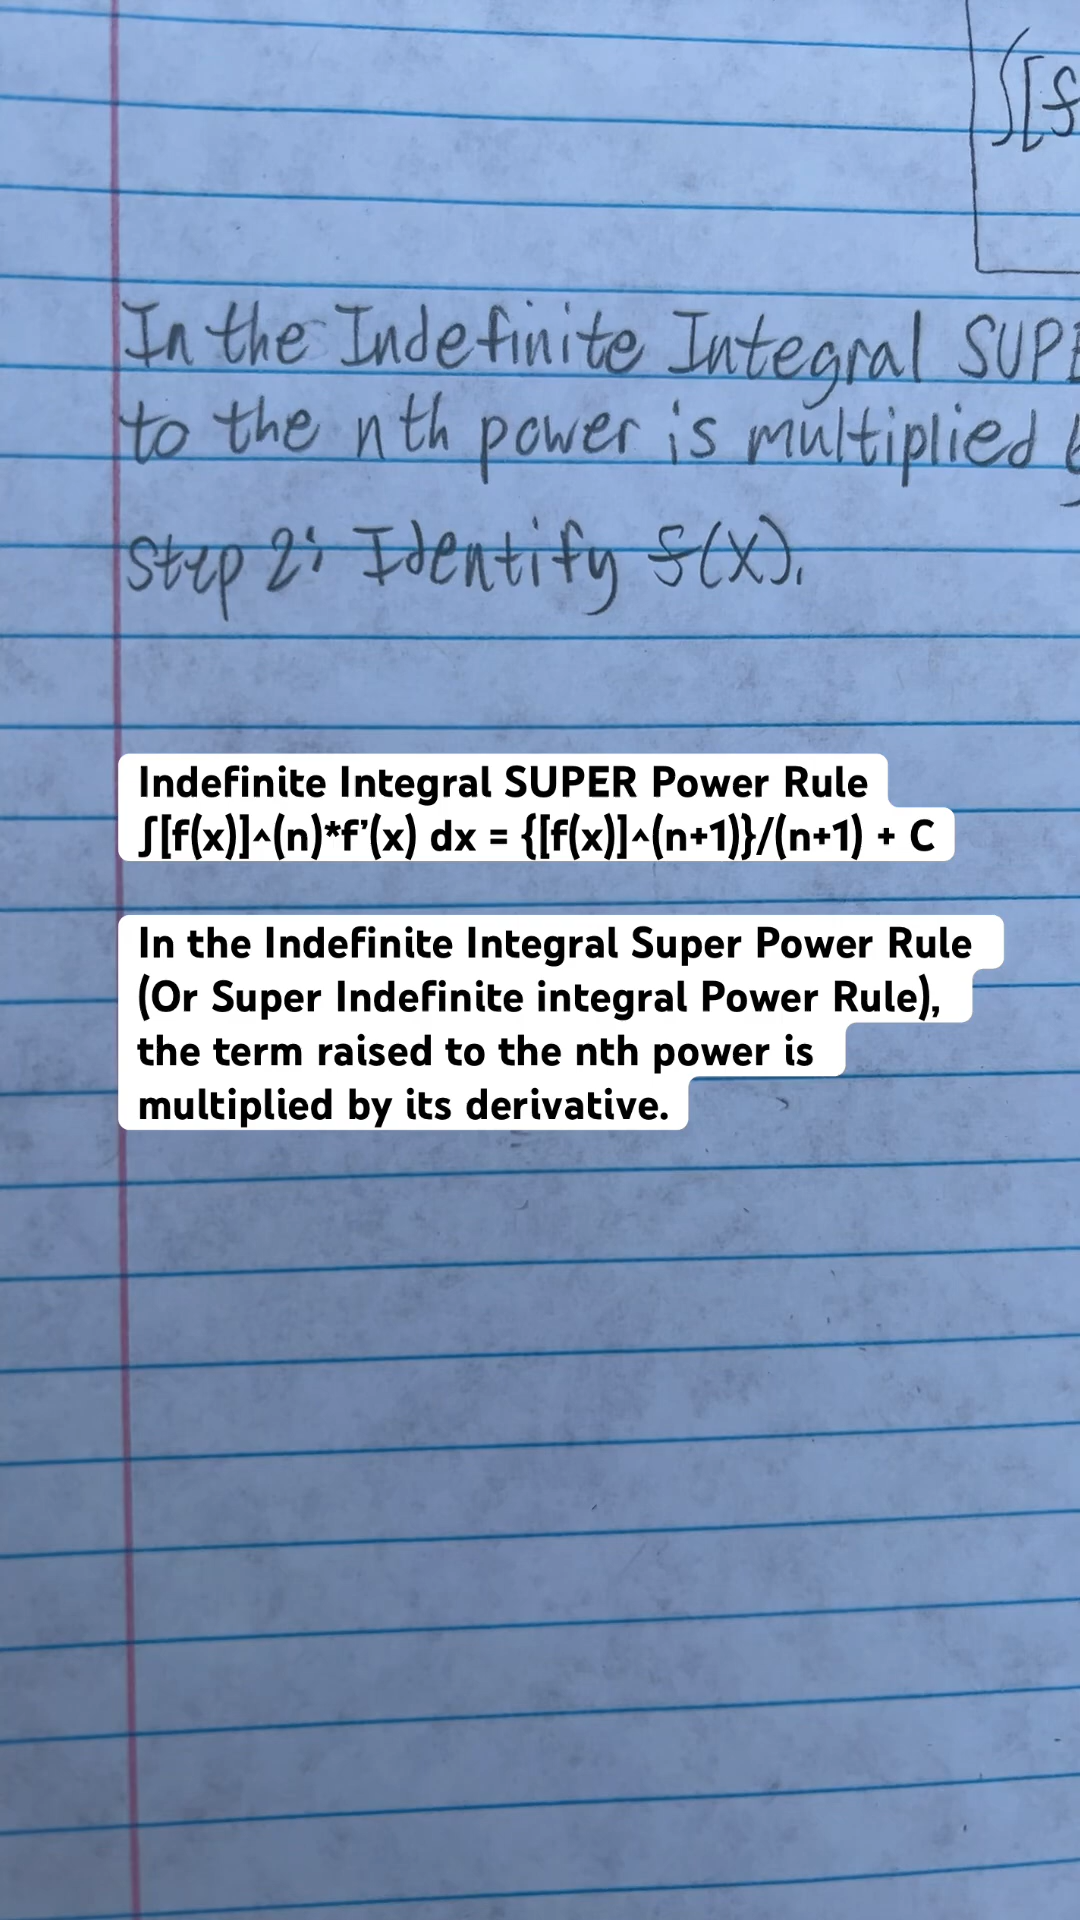 ∫[f
In the Indefinite Integral SUPE
to the nth power is multiplied
Step 2: Identify f(x).
Indefinite Integral SUPER Power Rule
∫[f(x)]^(n)*f’(x) dx = {[f(x)]^(n+1)}/(n+1) + C
In the Indefinite Integral Super Power Rule
(Or Super Indefinite integral Power Rule),
the term raised to the nth power is
multiplied by its derivative.